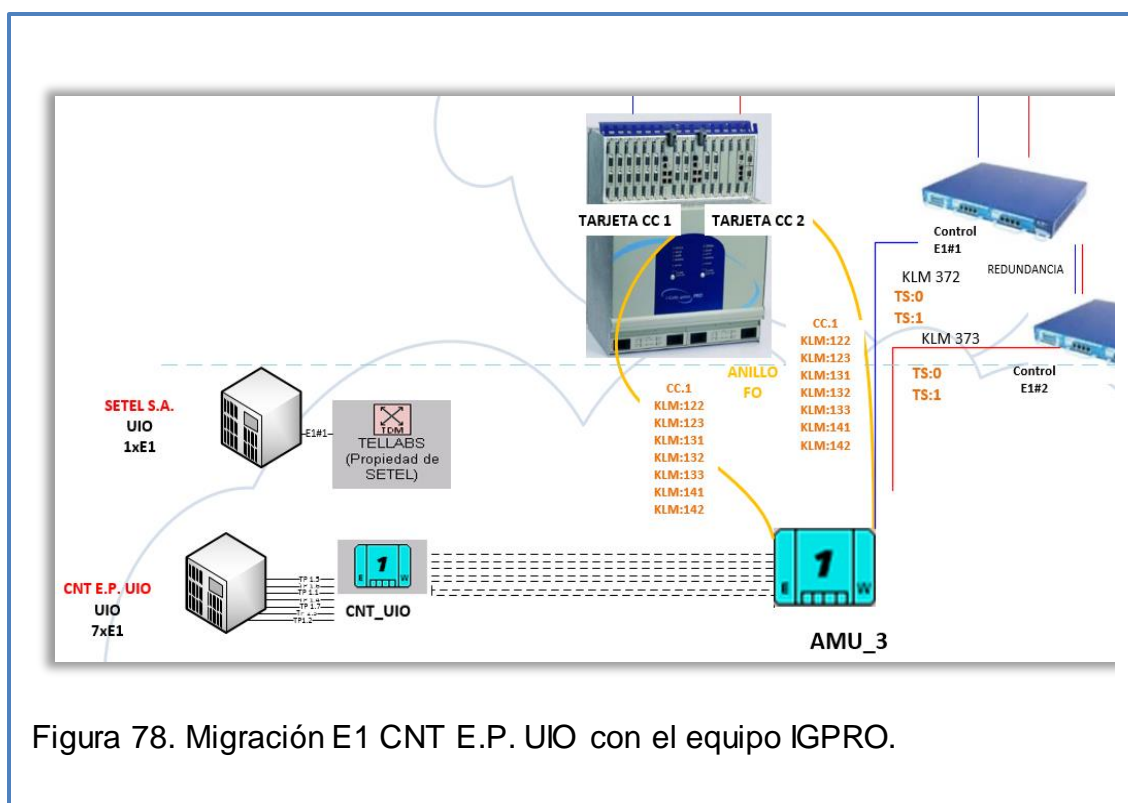 TARJETA CC 1
TARJETA CC 2
Control
E1#1
REDUNDANCIA
KLM 372
TS:0
TS:1
KLM 373
TS:0
TS:1
Control
E1#2
CC.1
KLM:122
KLM:123
KLM:131
KLM:132
KLM:133
KLM:141
KLM:142
ANILLO
FO
CC.1
KLM:122
KLM:123
KLM:131
KLM:132
KLM:133
KLM:141
KLM:142
SETEL S.A.
UIO
1xE1
E1#1
TDM
TELLABS
(Propiedad de
SETEL)
CNT E.P. UIO
UIO
7xE1
TP 1.5
TP 1.1
TP 1.7
TP1.2
1
E
W
CNT_UIO
1
E
W
AMU_3
Figura 78. Migración E1 CNT E.P. UIO con el equipo IGPRO.